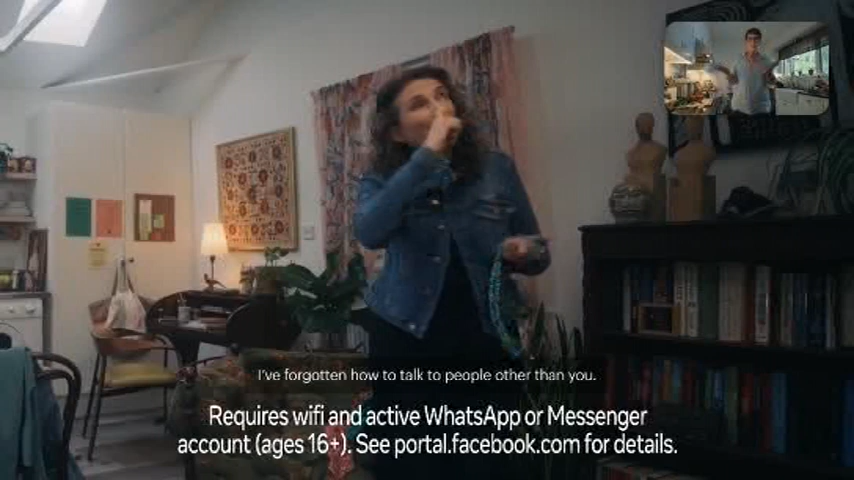 I've forgotten how to talk to people other than you.
Requires wifi and active WhatsApp or Messenger
account (ages 16+). See portal.facebook.com for details.